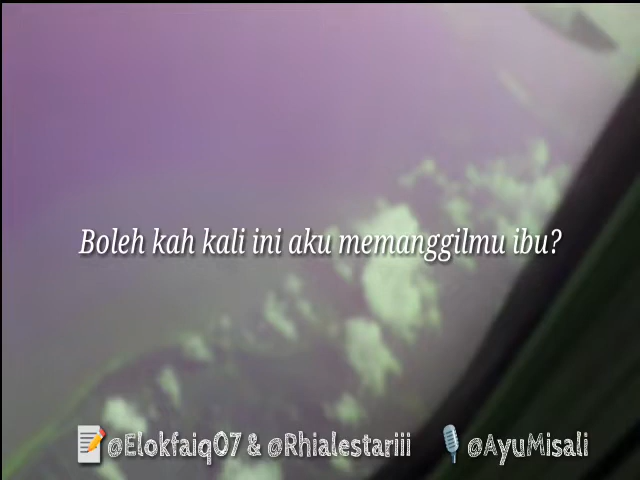 Boleh kah kali ini aku memanggilmu ibu?
📝@Elokfaiq07 & @Rhialestariii 🎙@AyuMisali